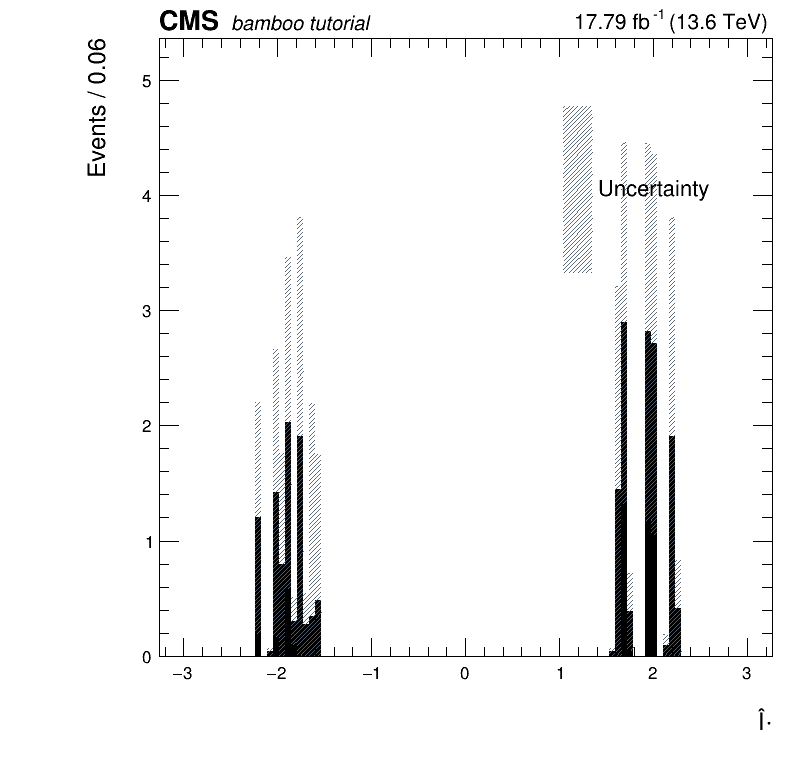 CMS bamboo tutorial 17.79 fb⁻¹ (13.6 TeV)
Events / 0.06
5
4
3
2
1
0
Uncertainty
−3 −2 −1 0 1 2 3
Î·